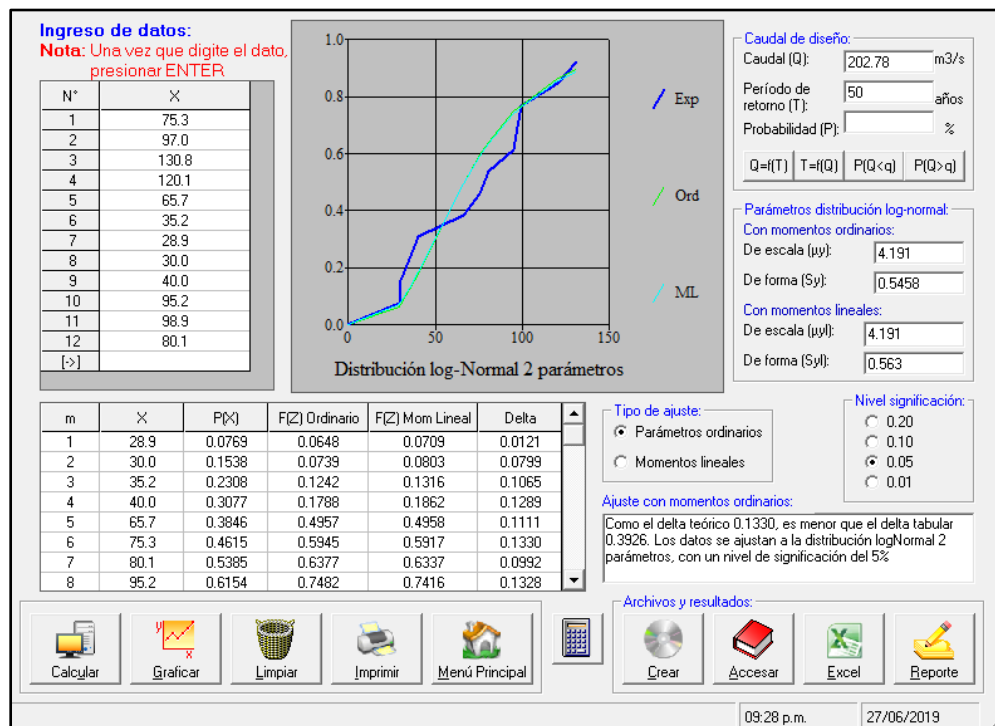 Ingreso de datos:
Nota: Una vez que digite el dato,
presionar ENTER
N° X
1 75.3
2 97.0
3 130.8
4 120.1
5 65.7
6 35.2
7 28.9
8 30.0
9 40.0
10 95.2
11 98.9
12 80.1
[->]
1.0
0.8
0.6
0.4
0.2
0.0
0 50 100 150
Exp
Ord
ML
Distribución log-Normal 2 parámetros
Caudal de diseño:
Caudal (Q): 202.78 m3/s
Período de
retorno (T): 50 años
Probabilidad (P): %
Q=f(T) T=f(Q) P(Q<q) P(Q>q)
Parámetros distribución log-normal:
Con momentos ordinarios:
De escala (μy): 4.191
De forma (Sy): 0.5458
Con momentos lineales:
De escala (μyl): 4.191
De forma (Syl): 0.563
m X P(X) F(Z) Ordinario F(Z) Mom Lineal Delta
1 28.9 0.0769 0.0648 0.0709 0.0121
2 30.0 0.1538 0.0739 0.0803 0.0799
3 35.2 0.2308 0.1242 0.1316 0.1065
4 40.0 0.3077 0.1788 0.1862 0.1289
5 65.7 0.3846 0.4957 0.4958 0.1111
6 75.3 0.4615 0.5945 0.5917 0.1330
7 80.1 0.5385 0.6377 0.6337 0.0992
8 95.2 0.6154 0.7482 0.7416 0.1328
Tipo de ajuste:
Parámetros ordinarios
Momentos lineales
Nivel significación:
0.20
0.10
0.05
0.01
Ajuste con momentos ordinarios:
Como el delta teórico 0.1330, es menor que el delta tabular
0.3926. Los datos se ajustan a la distribución logNormal 2
parámetros, con un nivel de significación del 5%
Calcular Graficar Limpiar Imprimir Menú Principal
Archivos y resultados:
Crear Accesar Excel Reporte
09:28 p.m. 27/06/2019